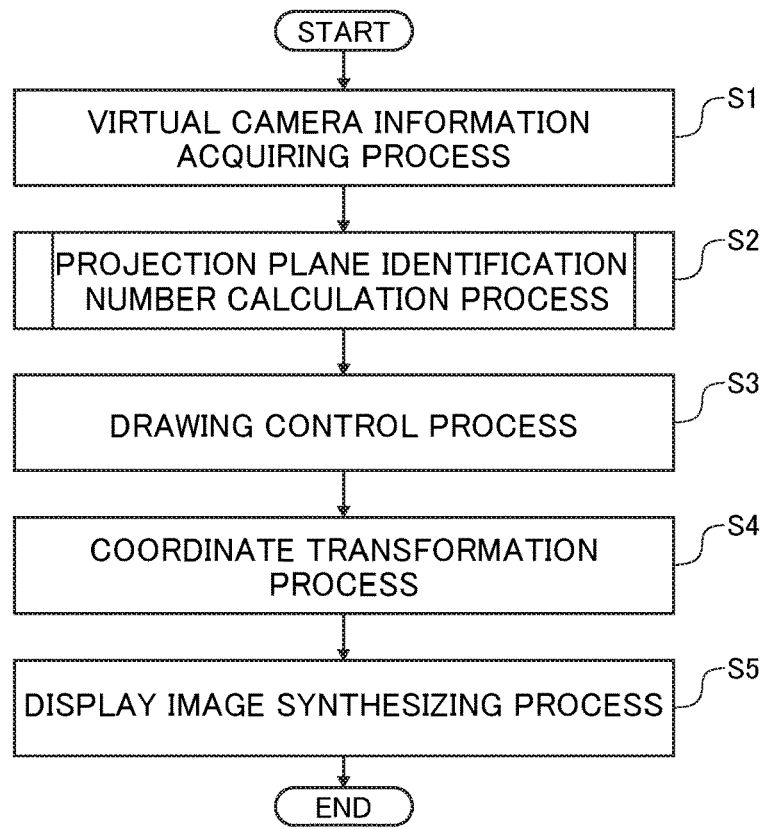 START
VIRTUAL CAMERA INFORMATION
ACQUIRING PROCESS
S1
PROJECTION PLANE IDENTIFICATION
NUMBER CALCULATION PROCESS
S2
DRAWING CONTROL PROCESS
S3
COORDINATE TRANSFORMATION
PROCESS
S4
DISPLAY IMAGE SYNTHESIZING PROCESS
S5
END